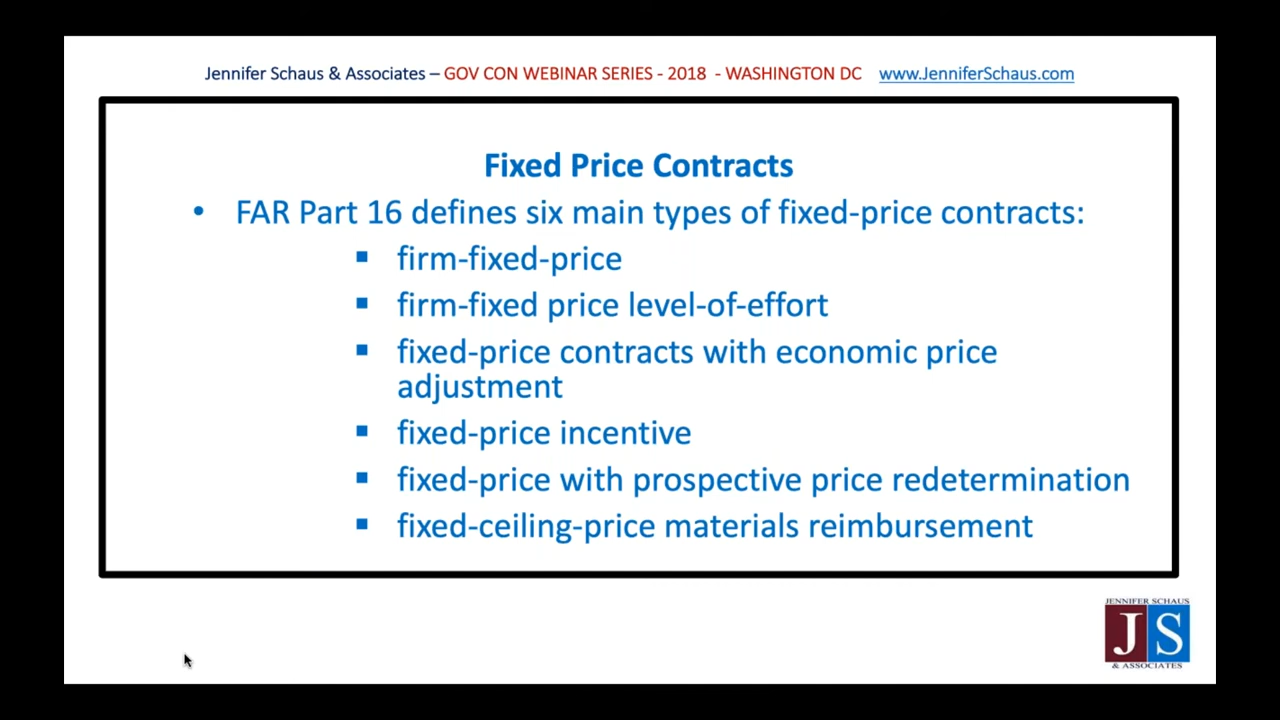 Jennifer Schaus & Associates – GOV CON WEBINAR SERIES - 2018 - WASHINGTON DC www.JenniferSchaus.com
Fixed Price Contracts
• FAR Part 16 defines six main types of fixed-price contracts:
▪ firm-fixed-price
▪ firm-fixed price level-of-effort
▪ fixed-price contracts with economic price
adjustment
▪ fixed-price incentive
▪ fixed-price with prospective price redetermination
▪ fixed-ceiling-price materials reimbursement
JENNIFER SCHAUS
JS
& ASSOCIATES